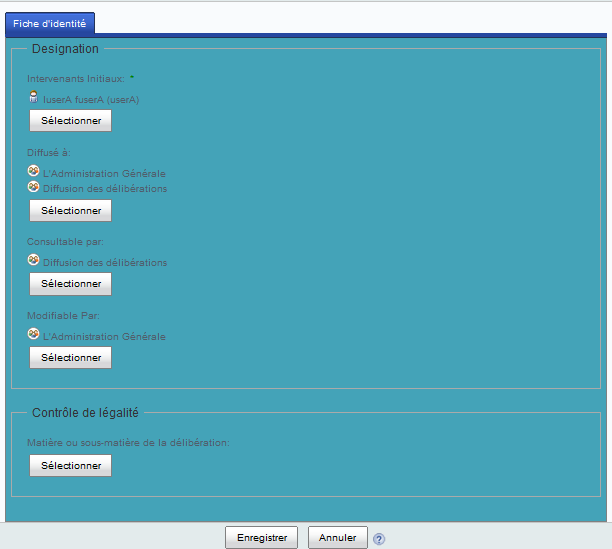 Fiche d'identité
Designation
Intervenants Initiaux: *
luserA fuserA (userA)
Sélectionner
Diffusé à:
L'Administration Générale
Diffusion des délibérations
Sélectionner
Consultable par:
Diffusion des délibérations
Sélectionner
Modifiable Par:
L'Administration Générale
Sélectionner
Contrôle de légalité
Matière ou sous-matière de la délibération:
Sélectionner
Enregistrer Annuler ?